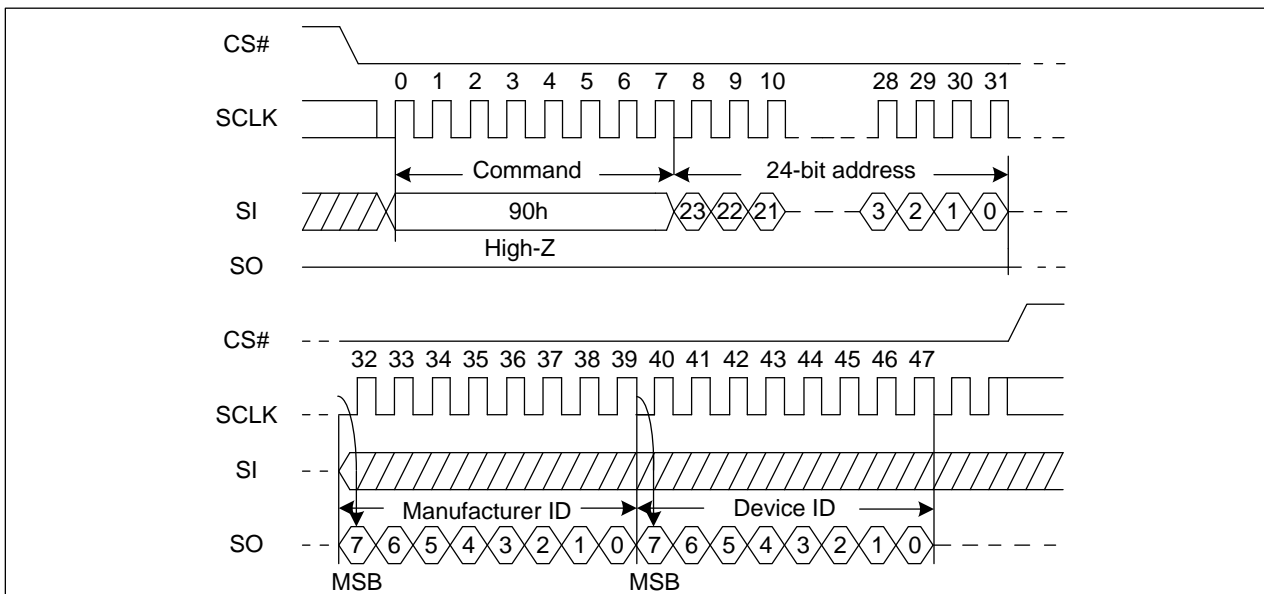 CS#
0 1 2 3 4 5 6 7 8 9 10 28 29 30 31
SCLK
Command 24-bit address
SI 90h 23 22 21 3 2 1 0
High-Z
SO
CS#
32 33 34 35 36 37 38 39 40 41 42 43 44 45 46 47
SCLK
SI
Manufacturer ID Device ID
SO 7 6 5 4 3 2 1 0 7 6 5 4 3 2 1 0
MSB MSB